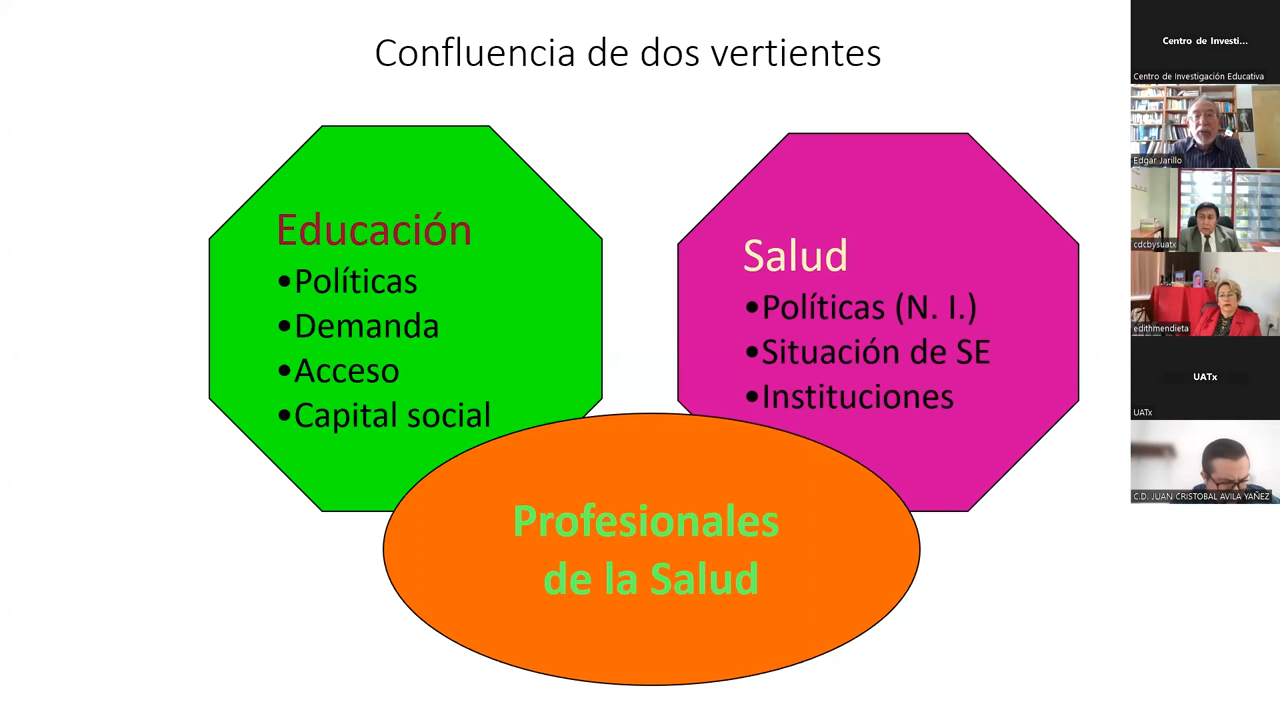 Confluencia de dos vertientes
Educación
•Políticas
•Demanda
•Acceso
•Capital social
Salud
•Políticas (N. I.)
•Situación de SE
•Instituciones
Profesionales
de la Salud
Centro de Investi...
Centro de Investigación Educativa
Edgar Jarillo
cdcbysuatx
edithmendieta
UATx
UATx
C.D. JUAN CRISTOBAL AVILA YAÑEZ